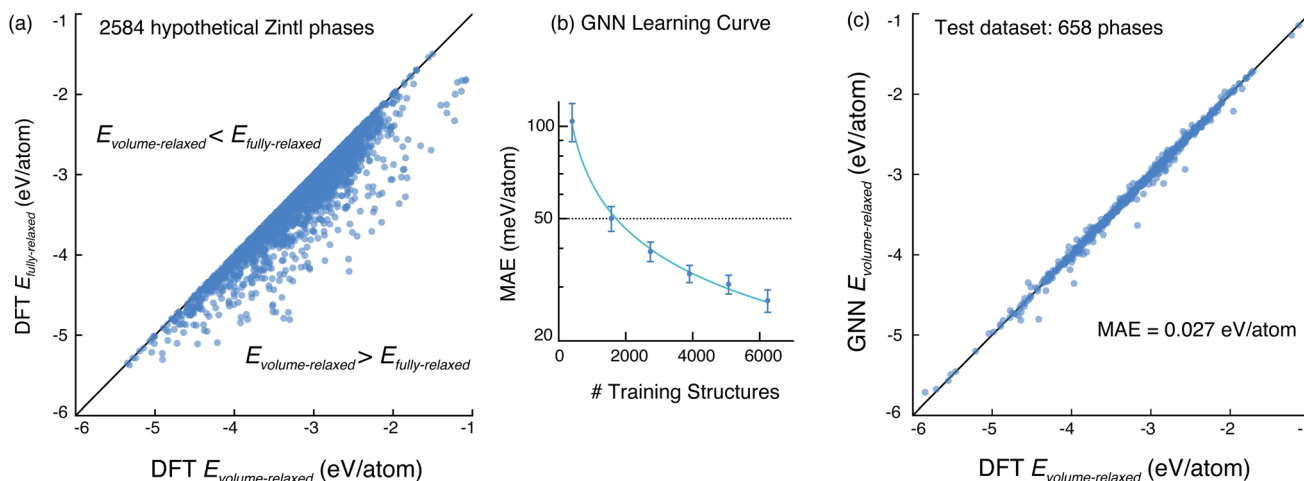 (a)
2584 hypothetical Zintl phases
-1
-2
-3
-4
-5
-6
DFT E_fully-relaxed (eV/atom)
E_volume-relaxed < E_fully-relaxed
E_volume-relaxed > E_fully-relaxed
-6 -5 -4 -3 -2 -1
DFT E_volume-relaxed (eV/atom)
(b) GNN Learning Curve
100
50
20
MAE (meV/atom)
0 2000 4000 6000
# Training Structures
(c)
Test dataset: 658 phases
-1
-2
-3
-4
-5
-6
GNN E_volume-relaxed (eV/atom)
MAE = 0.027 eV/atom
-6 -5 -4 -3 -2 -1
DFT E_volume-relaxed (eV/atom)